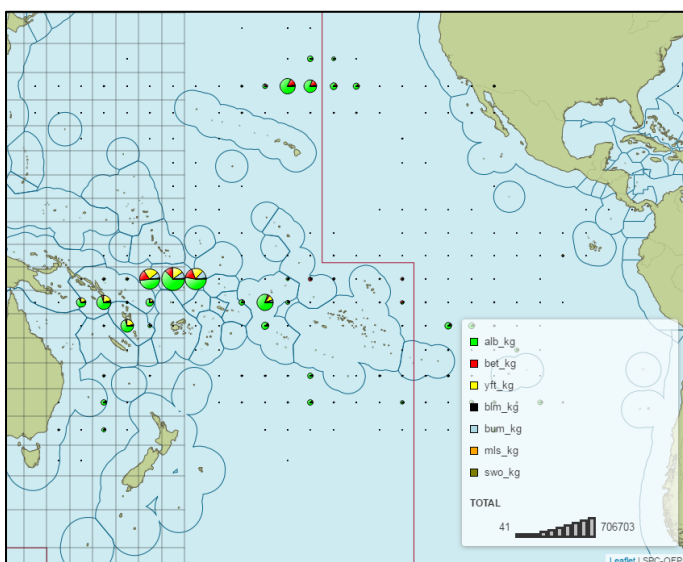 alb_kg
bet_kg
yft_kg
blm_kg
bum_kg
mls_kg
swo_kg
TOTAL
41 706703
Leaflet | SPC-OFP